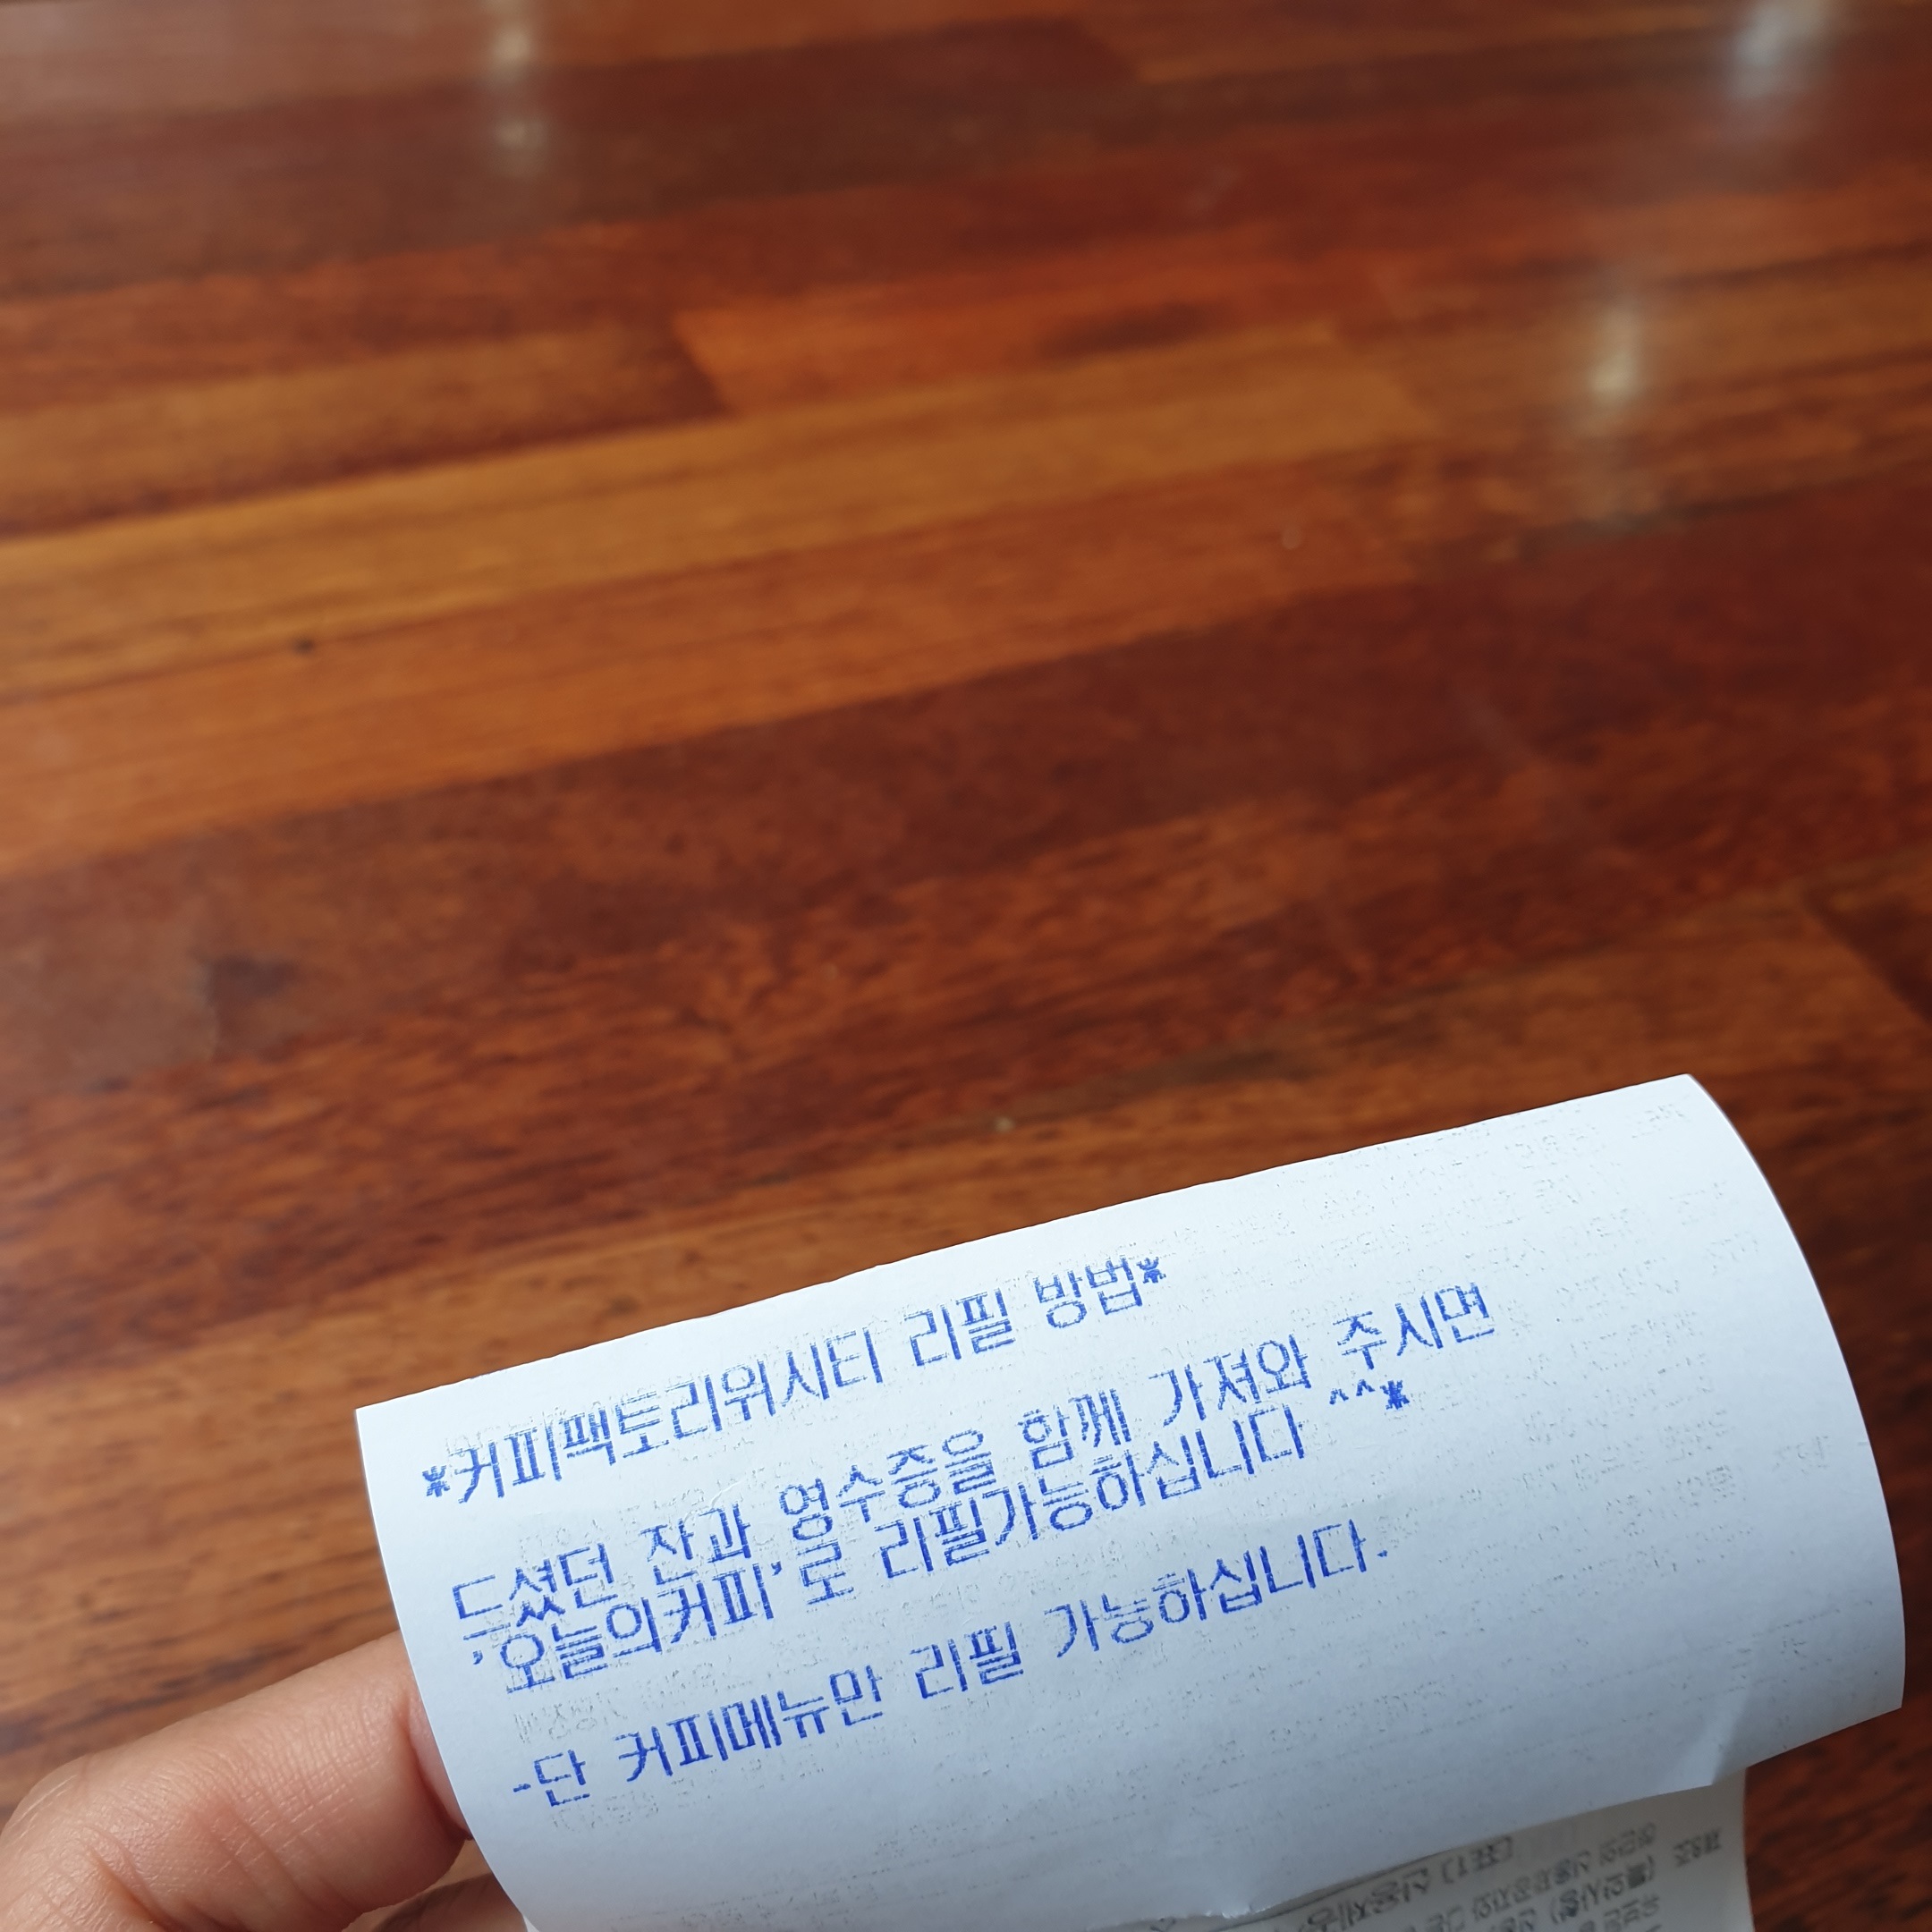 *커피팩토리위시티 리필 방법*
드셨던 잔과 영수증을 함께 가져와 주시면
'오늘의커피'로 리필가능하십니다 ^^*
-단 커피메뉴만 리필 가능하십니다.